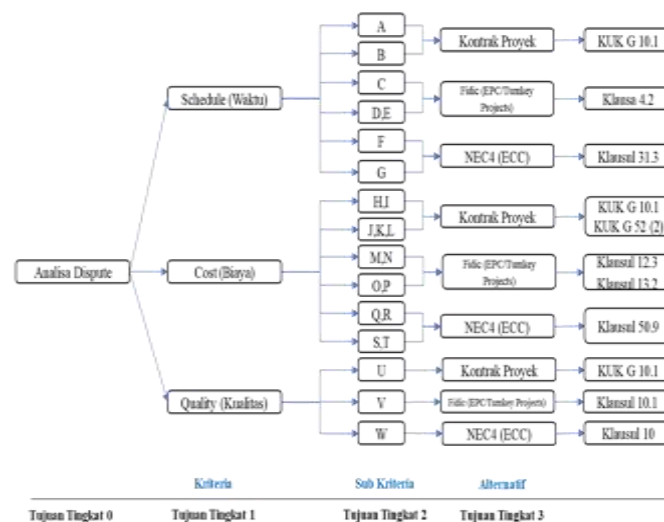 A
B
Kontrak Proyek
KUK G 10.1
Schedule (Waktu)
C
D,E
Fidic (EPC/Turnkey
Projects)
Klausa 4.2
F
G
NEC4 (ECC)
Klausul 31.3
Analisa Dispute
Cost (Biaya)
H,I
J,K,L
Kontrak Proyek
KUK G 10.1
KUK G 52 (2)
M,N
O,P
Fidic (EPC/Turnkey
Projects)
Klausul 12.3
Klausul 13.2
Q,R
S,T
NEC4 (ECC)
Klausul 50.9
Quality (Kualitas)
U
Kontrak Proyek
KUK G 10.1
V
Fidic (EPC/Turnkey Projects)
Klausul 10.1
W
NEC4 (ECC)
Klausul 10
Kriteria
Sub Kriteria
Alternatif
Tujuan Tingkat 0
Tujuan Tingkat 1
Tujuan Tingkat 2
Tujuan Tingkat 3